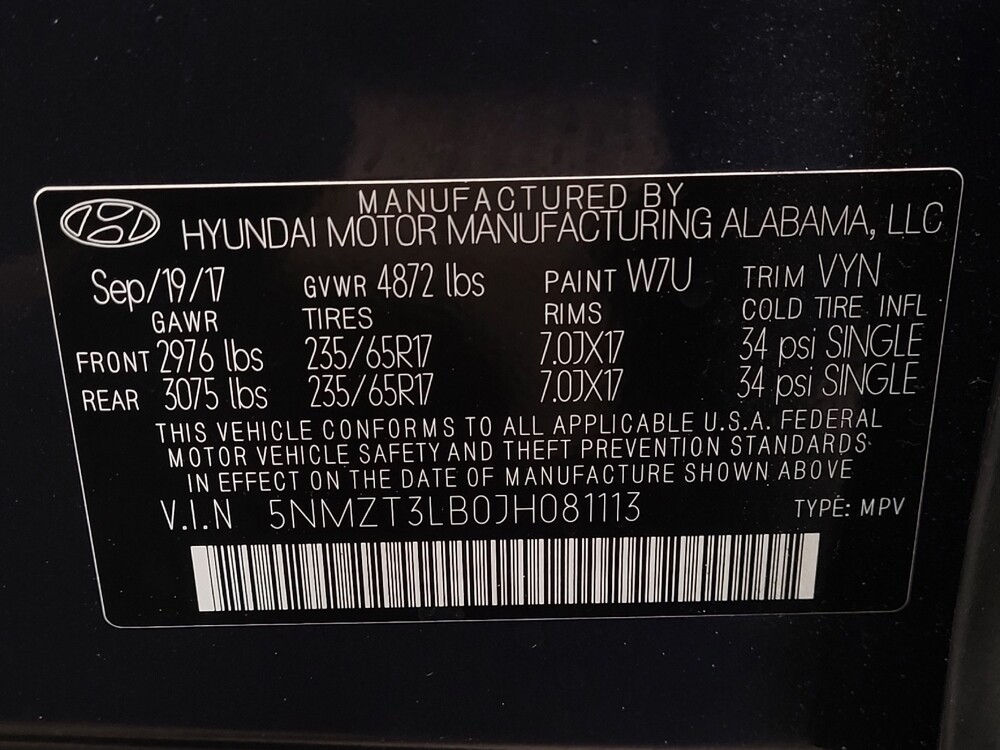 MANUFACTURED BY
HYUNDAI MOTOR MANUFACTURING ALABAMA, LLC
Sep/19/17 GVWR 4872 lbs PAINT W7U TRIM VYN
GAWR TIRES RIMS COLD TIRE INFL
FRONT 2976 lbs 235/65R17 7.0JX17 34 psi SINGLE
REAR 3075 lbs 235/65R17 7.0JX17 34 psi SINGLE
THIS VEHICLE CONFORMS TO ALL APPLICABLE U.S.A. FEDERAL
MOTOR VEHICLE SAFETY AND THEFT PREVENTION STANDARDS
IN EFFECT ON THE DATE OF MANUFACTURE SHOWN ABOVE
V.I.N 5NMZT3LB0JH081113 TYPE: MPV